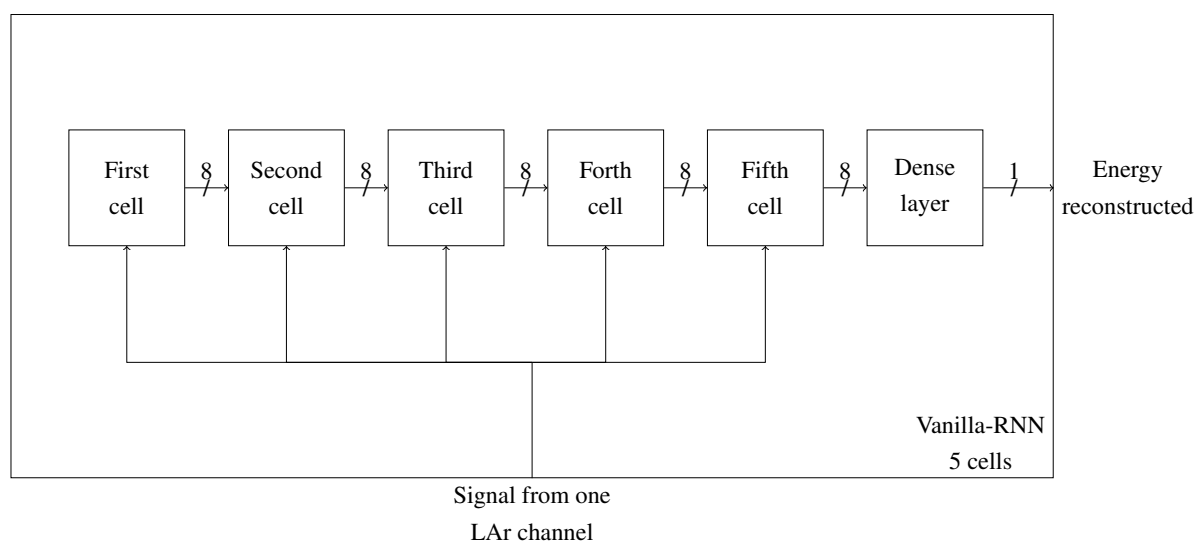 First
cell
8
Second
cell
8
Third
cell
8
Forth
cell
8
Fifth
cell
8
Dense
layer
1
Energy
reconstructed
Vanilla-RNN
5 cells
Signal from one
LAr channel